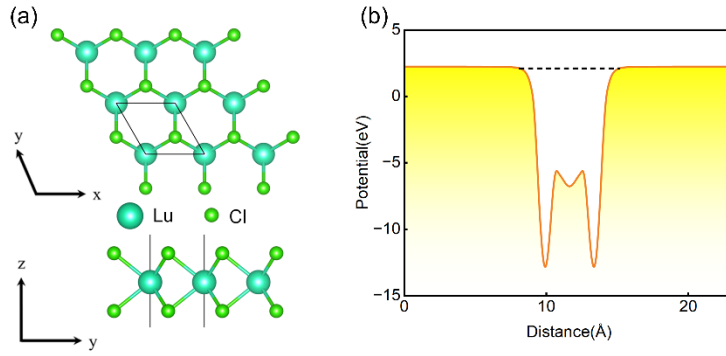 (a)
y
x
Lu
Cl
z
y
(b)
Potential(eV)
5
0
−5
−10
−15
0
10
20
Distance(Å)